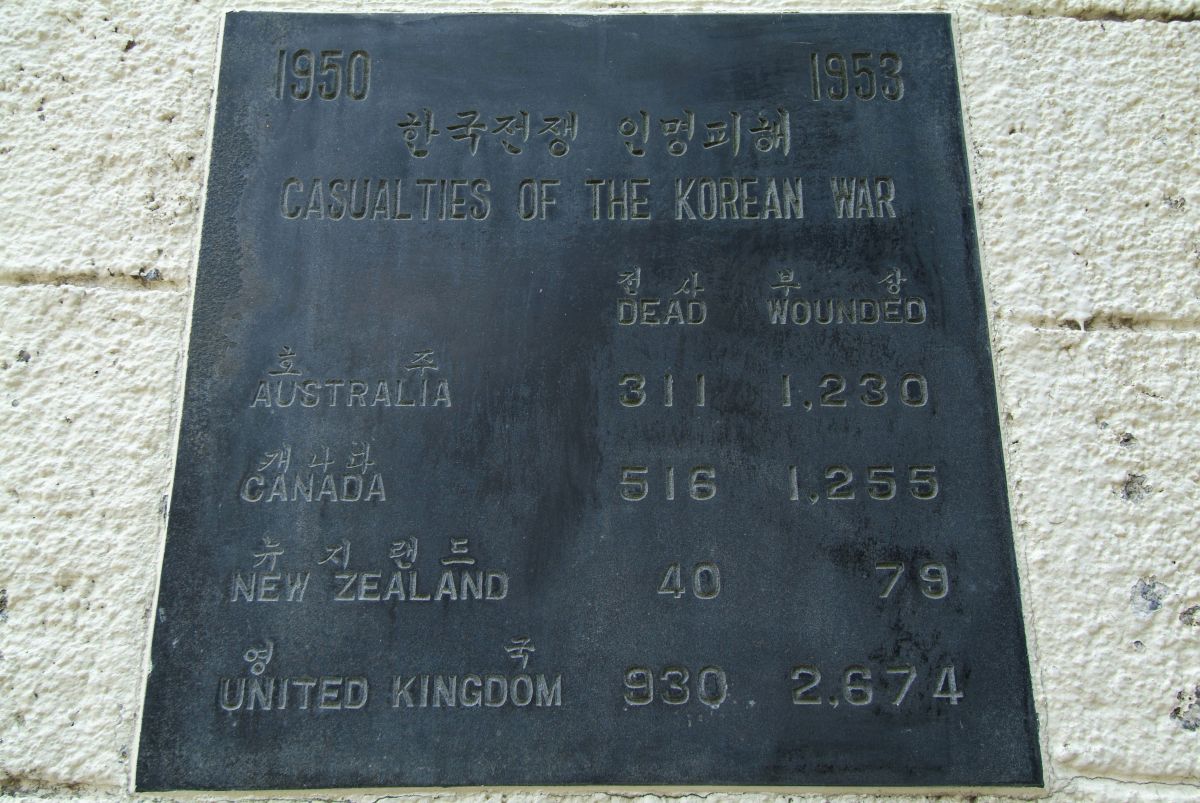 1950 1953
한국전쟁 인명피해
CASUALTIES OF THE KOREAN WAR
전사 부상
DEAD WOUNDED
호주
AUSTRALIA 311 1,230
캐나라
CANADA 516 1,255
뉴지랜드
NEW ZEALAND 40 79
영국
UNITED KINGDOM 930 2,674